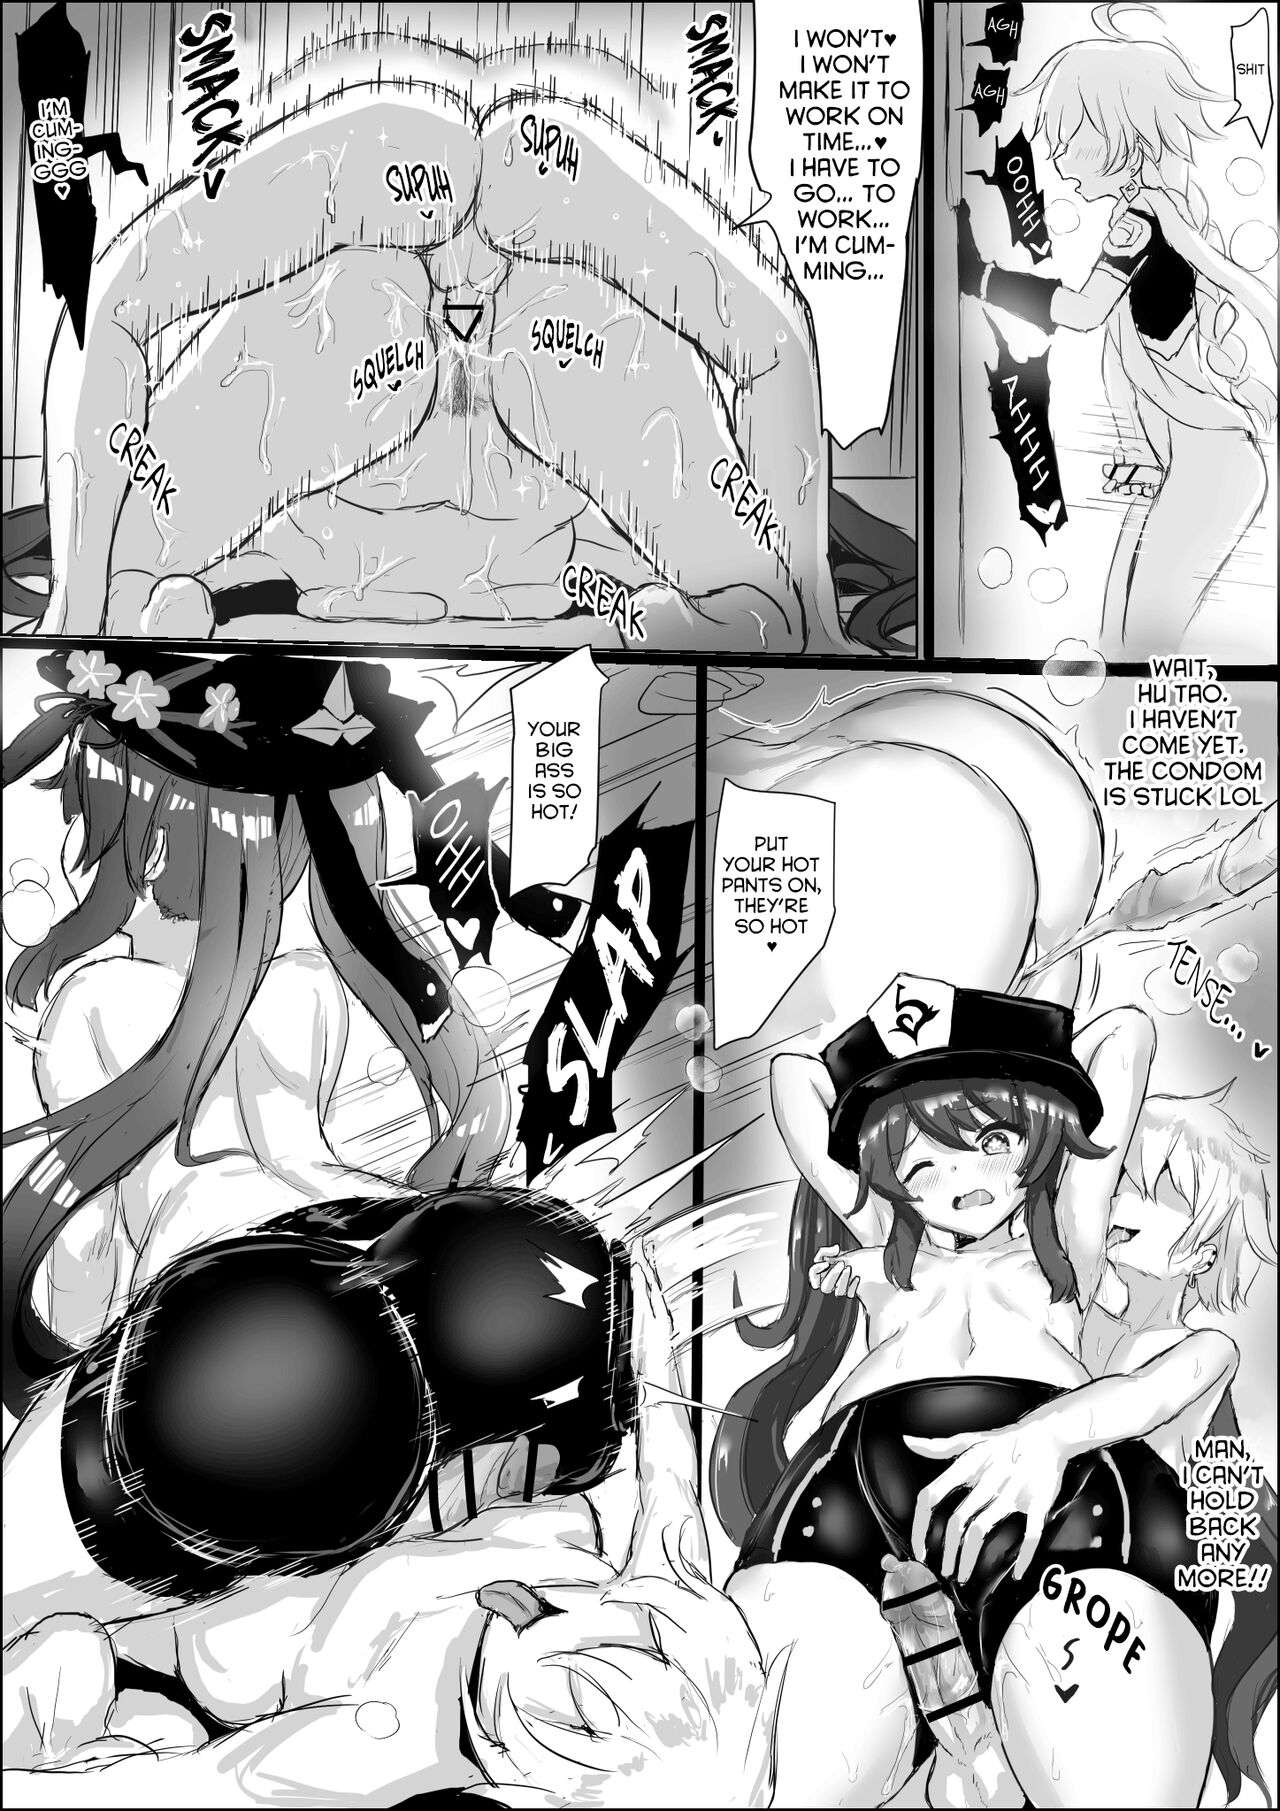 SMACK
SMACK
I'M
CUM-
ING-
GGG
SUPUH
SUPUH
SQUELCH
SQUELCH
CREAK
CREAK
CREAK
I WON'T♥
I WON'T
MAKE IT TO
WORK ON
TIME...♥
I HAVE TO
GO... TO
WORK...
I'M CUM-
MING...
AGH
AGH
SHIT
OOHH
AHHH
YOUR
BIG
ASS
IS SO
HOT!
OHH
SLAP
WAIT,
HU TAO.
I HAVEN'T
COME YET.
THE CONDOM
IS STUCK LOL
PUT
YOUR HOT
PANTS ON,
THEY'RE
SO HOT
♥
TENSE...
MAN,
I CAN'T
HOLD
BACK
ANY
MORE!!
GROPE